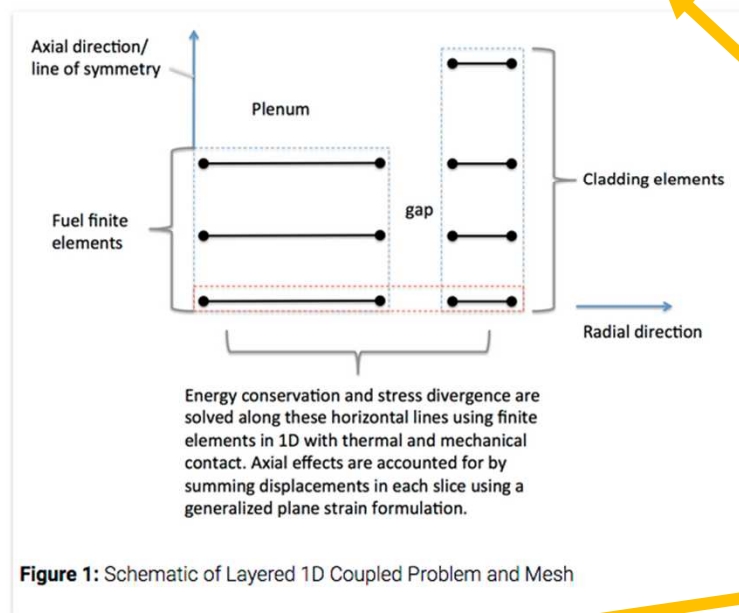 Axial direction/
line of symmetry
Plenum
Cladding elements
gap
Fuel finite
elements
Radial direction
Energy conservation and stress divergence are
solved along these horizontal lines using finite
elements in 1D with thermal and mechanical
contact. Axial effects are accounted for by
summing displacements in each slice using a
generalized plane strain formulation.
Figure 1: Schematic of Layered 1D Coupled Problem and Mesh